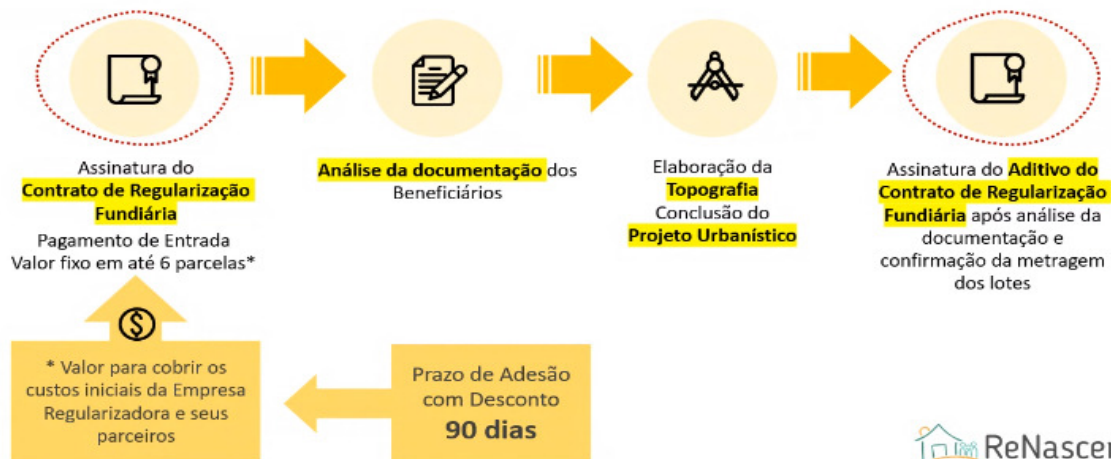 Assinatura do
Contrato de Regularização
Fundiária
Pagamento de Entrada
Valor fixo em até 6 parcelas*
Análise da documentação dos
Beneficiários
Elaboração da
Topografia
Conclusão do
Projeto Urbanístico
Assinatura do Aditivo do
Contrato de Regularização
Fundiária após análise da
documentação e
confirmação da metragem
dos lotes
$
* Valor para cobrir os
custos iniciais da Empresa
Regularizadora e seus
parceiros
Prazo de Adesão
com Desconto
90 dias